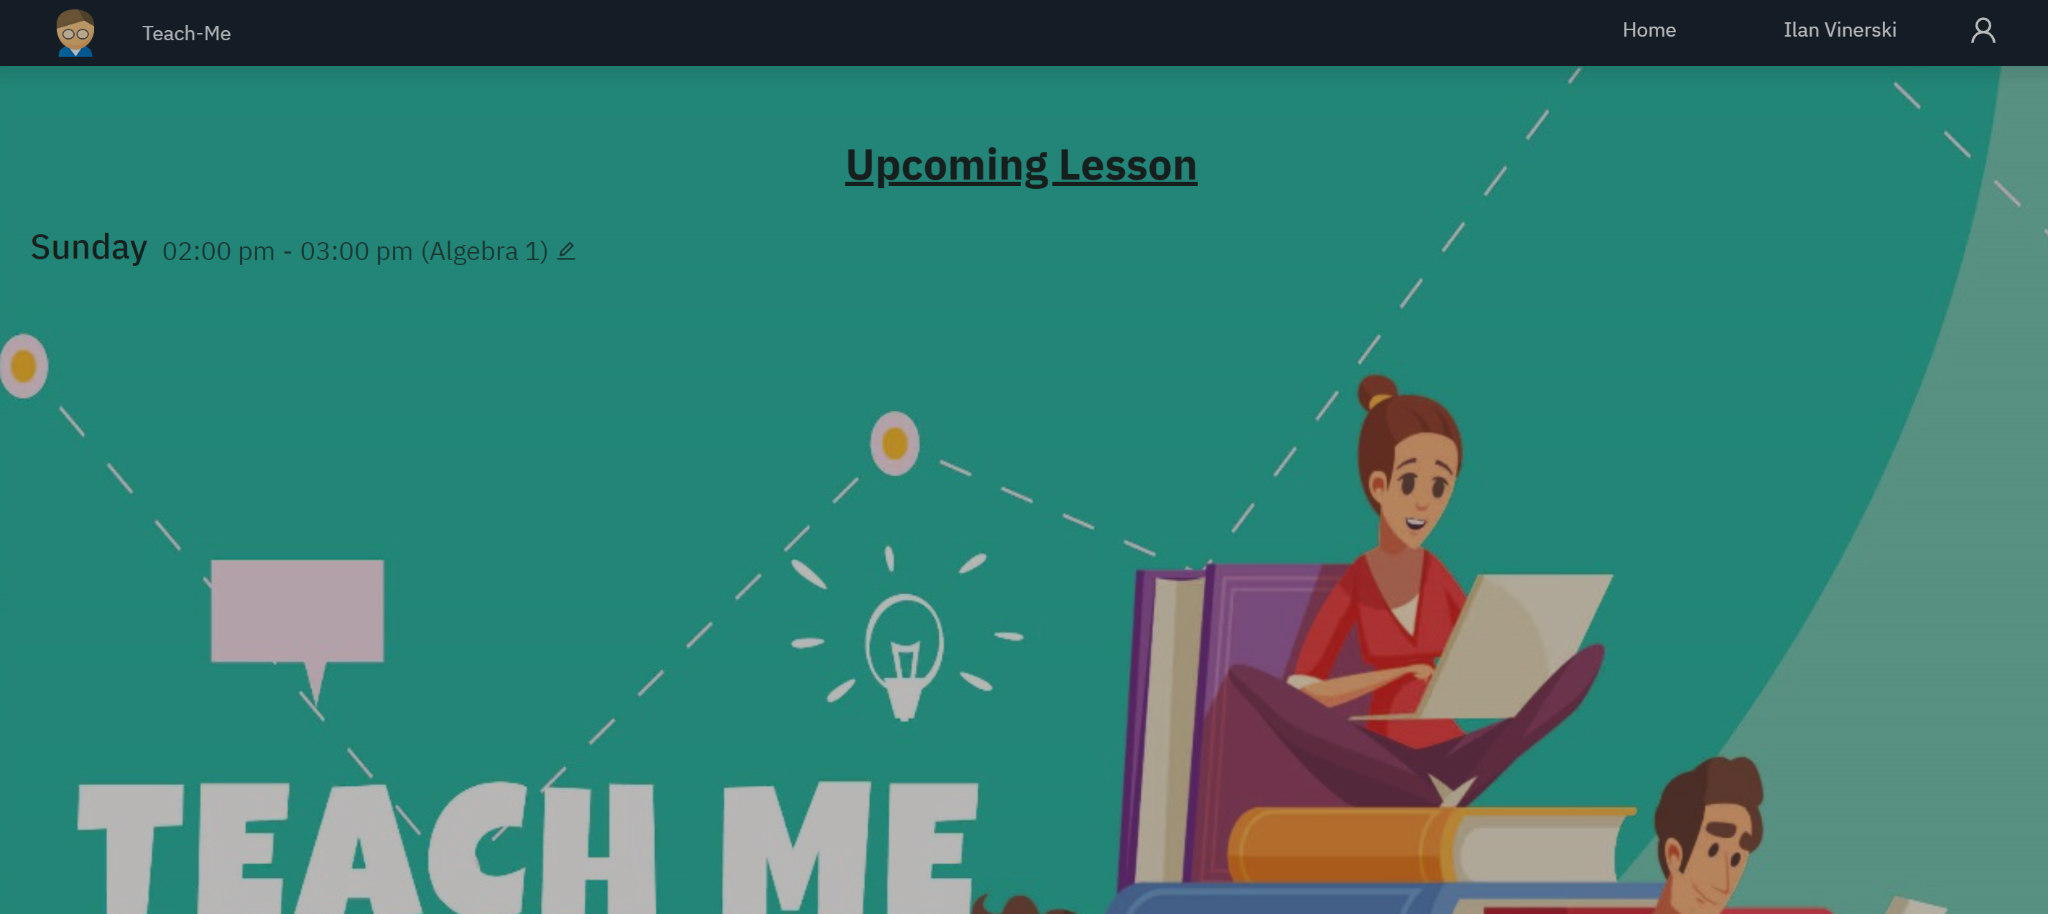 Teach-Me
Home
Ilan Vinerski
Upcoming Lesson
Sunday 02:00 pm - 03:00 pm (Algebra 1)
TEACH ME